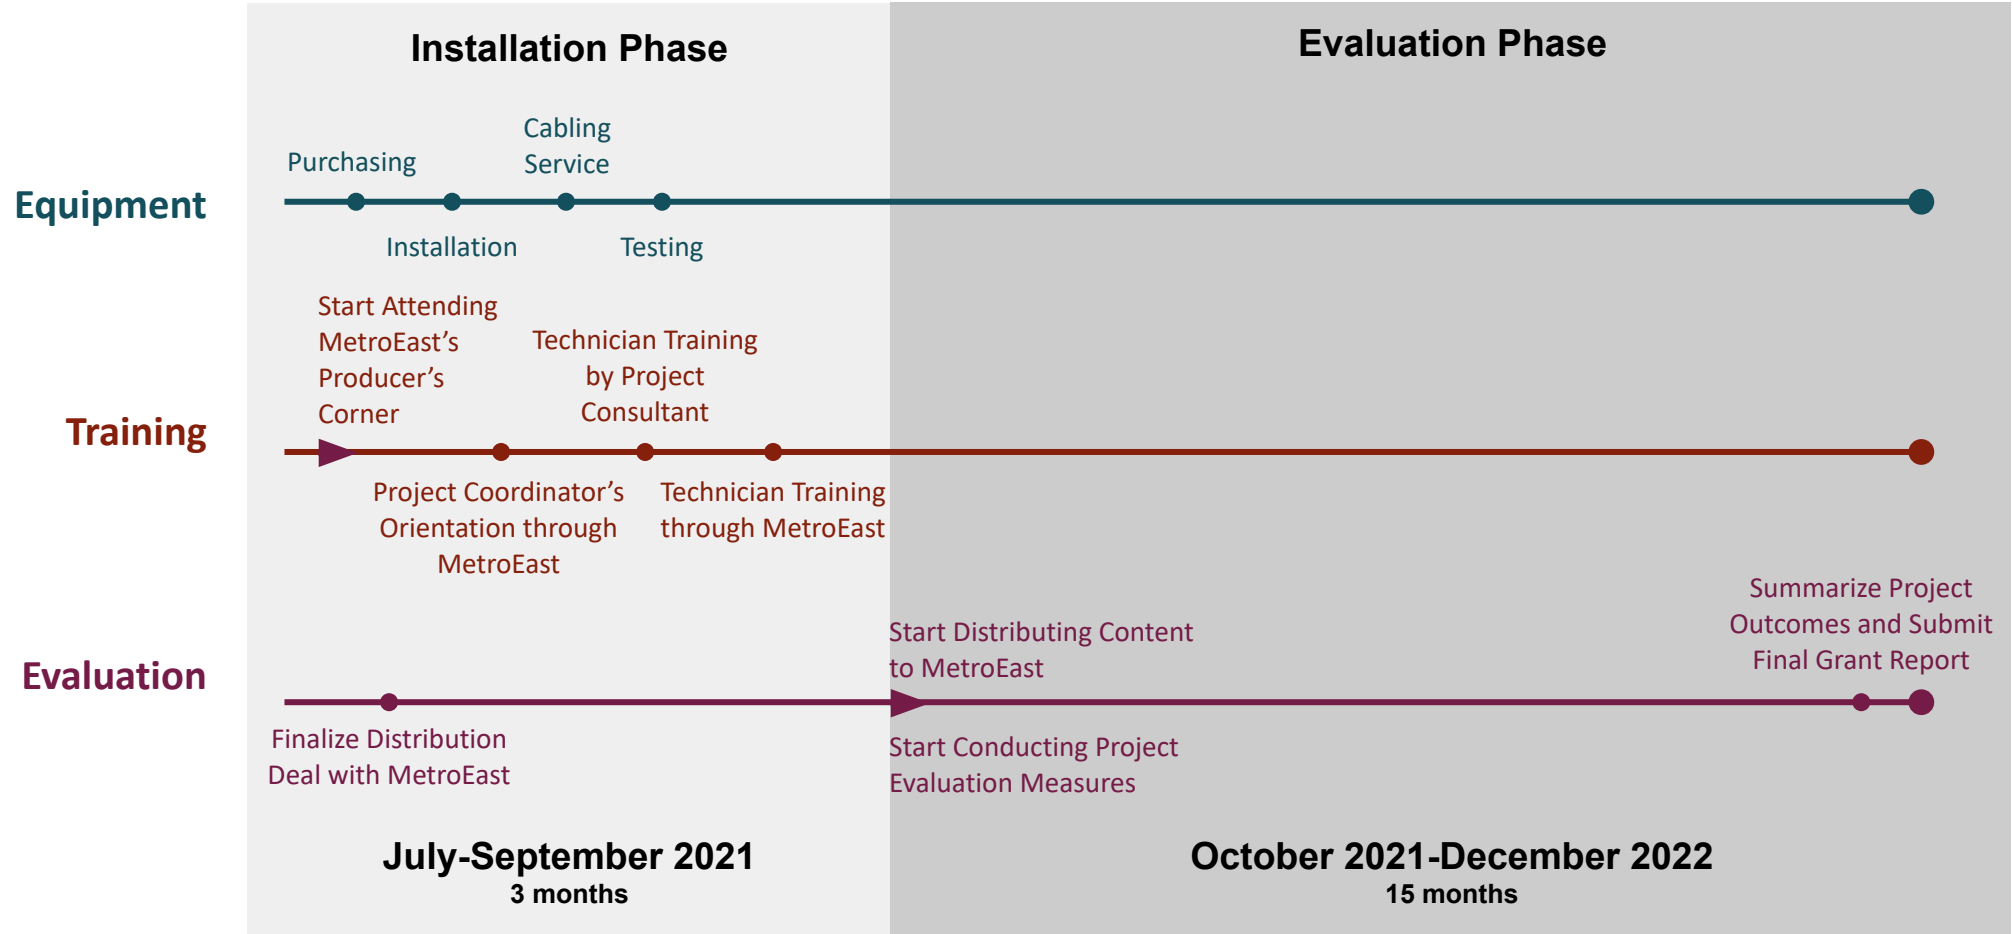 Installation Phase
Evaluation Phase
Equipment
Purchasing
Installation
Cabling
Service
Testing
Training
Start Attending
MetroEast’s
Producer’s
Corner
Project Coordinator’s
Orientation through
MetroEast
Technician Training
by Project
Consultant
Technician Training
through MetroEast
Evaluation
Finalize Distribution
Deal with MetroEast
Start Distributing Content
to MetroEast
Start Conducting Project
Evaluation Measures
Summarize Project
Outcomes and Submit
Final Grant Report
July-September 2021
3 months
October 2021-December 2022
15 months